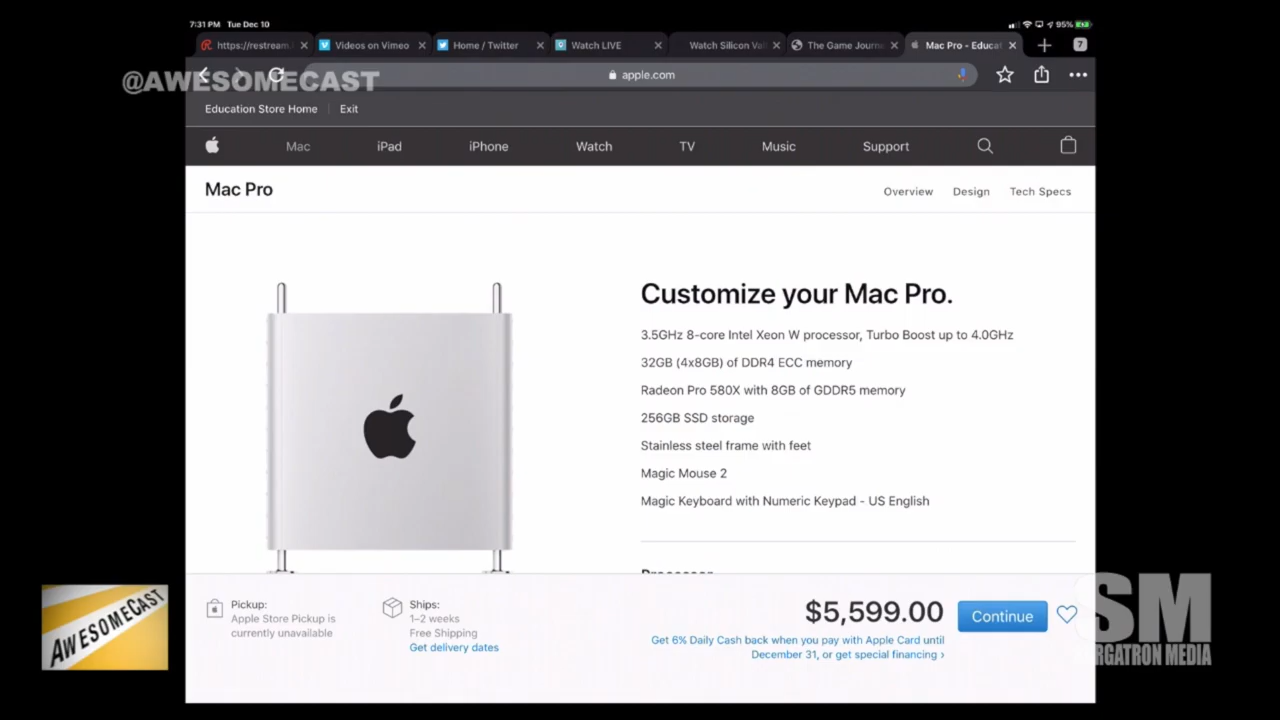 7:31 PM Tue Dec 10
95%
https://restream.
Videos on Vimeo
Home / Twitter
Watch LIVE
Watch Silicon Val
The Game Journa
Mac Pro - Educat
7
@AWESOMECAST
apple.com
Education Store Home
Exit
Mac
iPad
iPhone
Watch
TV
Music
Support
Mac Pro
Overview
Design
Tech Specs
Customize your Mac Pro.
3.5GHz 8-core Intel Xeon W processor, Turbo Boost up to 4.0GHz
32GB (4x8GB) of DDR4 ECC memory
Radeon Pro 580X with 8GB of GDDR5 memory
256GB SSD storage
Stainless steel frame with feet
Magic Mouse 2
Magic Keyboard with Numeric Keypad - US English
Processor
Pickup:
Apple Store Pickup is
currently unavailable
Ships:
1–2 weeks
Free Shipping
Get delivery dates
$5,599.00
Continue
Get 6% Daily Cash back when you pay with Apple Card until
December 31, or get special financing ›
AWESOMECAST
SM
RGATRON MEDIA